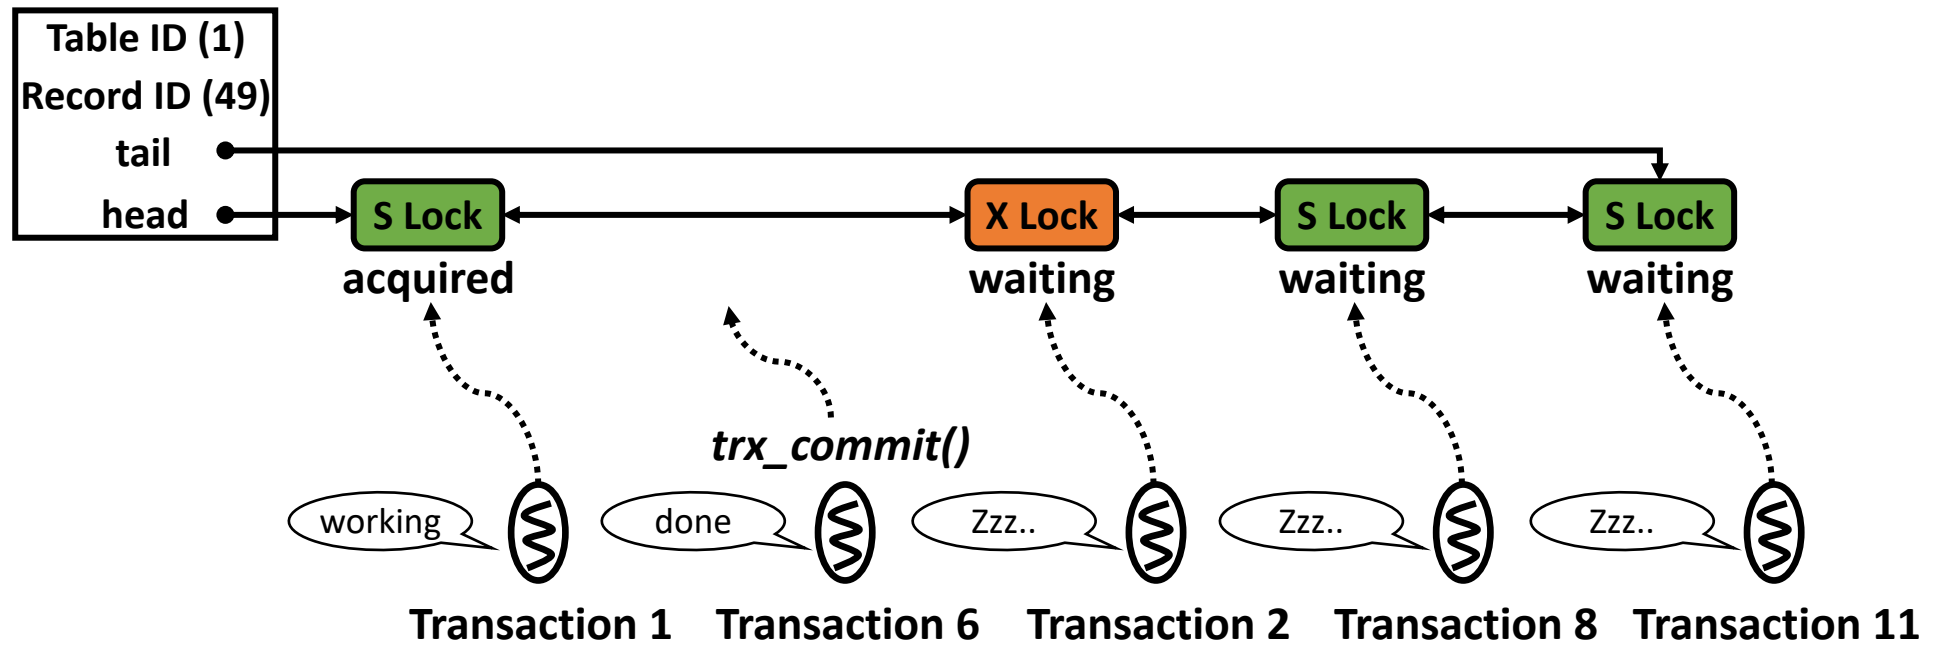 Table ID (1)
Record ID (49)
tail
head
S Lock
X Lock
S Lock
S Lock
acquired
waiting
waiting
waiting
trx_commit()
working
done
Zzz..
Zzz..
Zzz..
Transaction 1
Transaction 6
Transaction 2
Transaction 8
Transaction 11